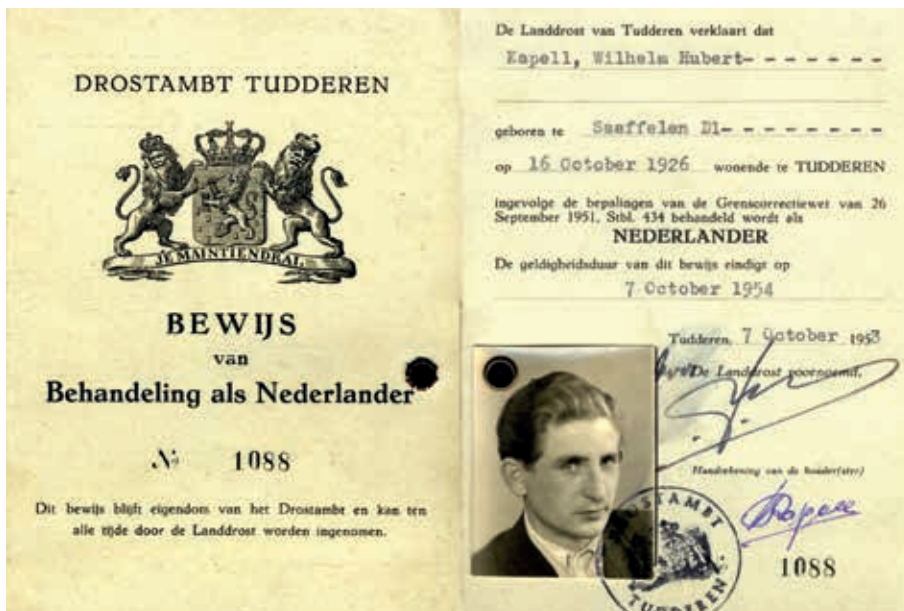 DROSTAMBT TUDDEREN
JE MAINTIENDRAI
BEWIJS
van
Behandeling als Nederlander
No 1088
Dit bewijs blijft eigendom van het Drostambt en kan ten
alle tijde door de Landdrost worden ingenomen.
De Landdrost van Tudderen verklaart dat
Kapell, Wilhelm Hubert- - - - - - -
geboren te Saeffelen D1- - - - - - - -
op 16 October 1926 wonende te TUDDEREN
ingevolge de bepalingen van de Grenscorrectiewet van 26
September 1951, Stbl. 434 behandeld wordt als
NEDERLANDER
De geldigheidsduur van dit bewijs eindigt op
7 October 1954
Tudderen, 7 October 1953
De Landdrost voornoemd,
Handtekening van de houder(ster)
DROSTAMBT
TUDDEREN
1088